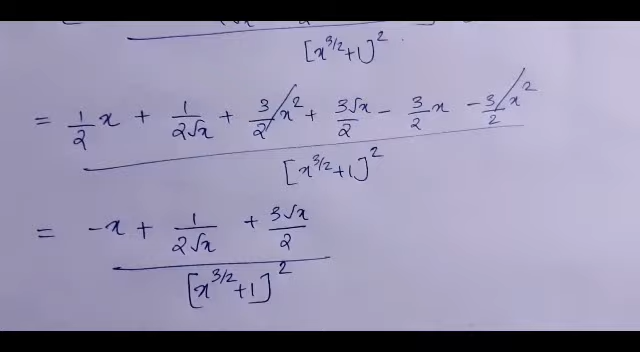 [x^{3/2}+1]^2
= 1/2 x + 1/(2√x) + 3/2 x^2 + 3√x/2 - 3/2 x - 3/2 x^2
[x^{3/2}+1]^2
= -x + 1/(2√x) + 3√x/2
[x^{3/2}+1]^2